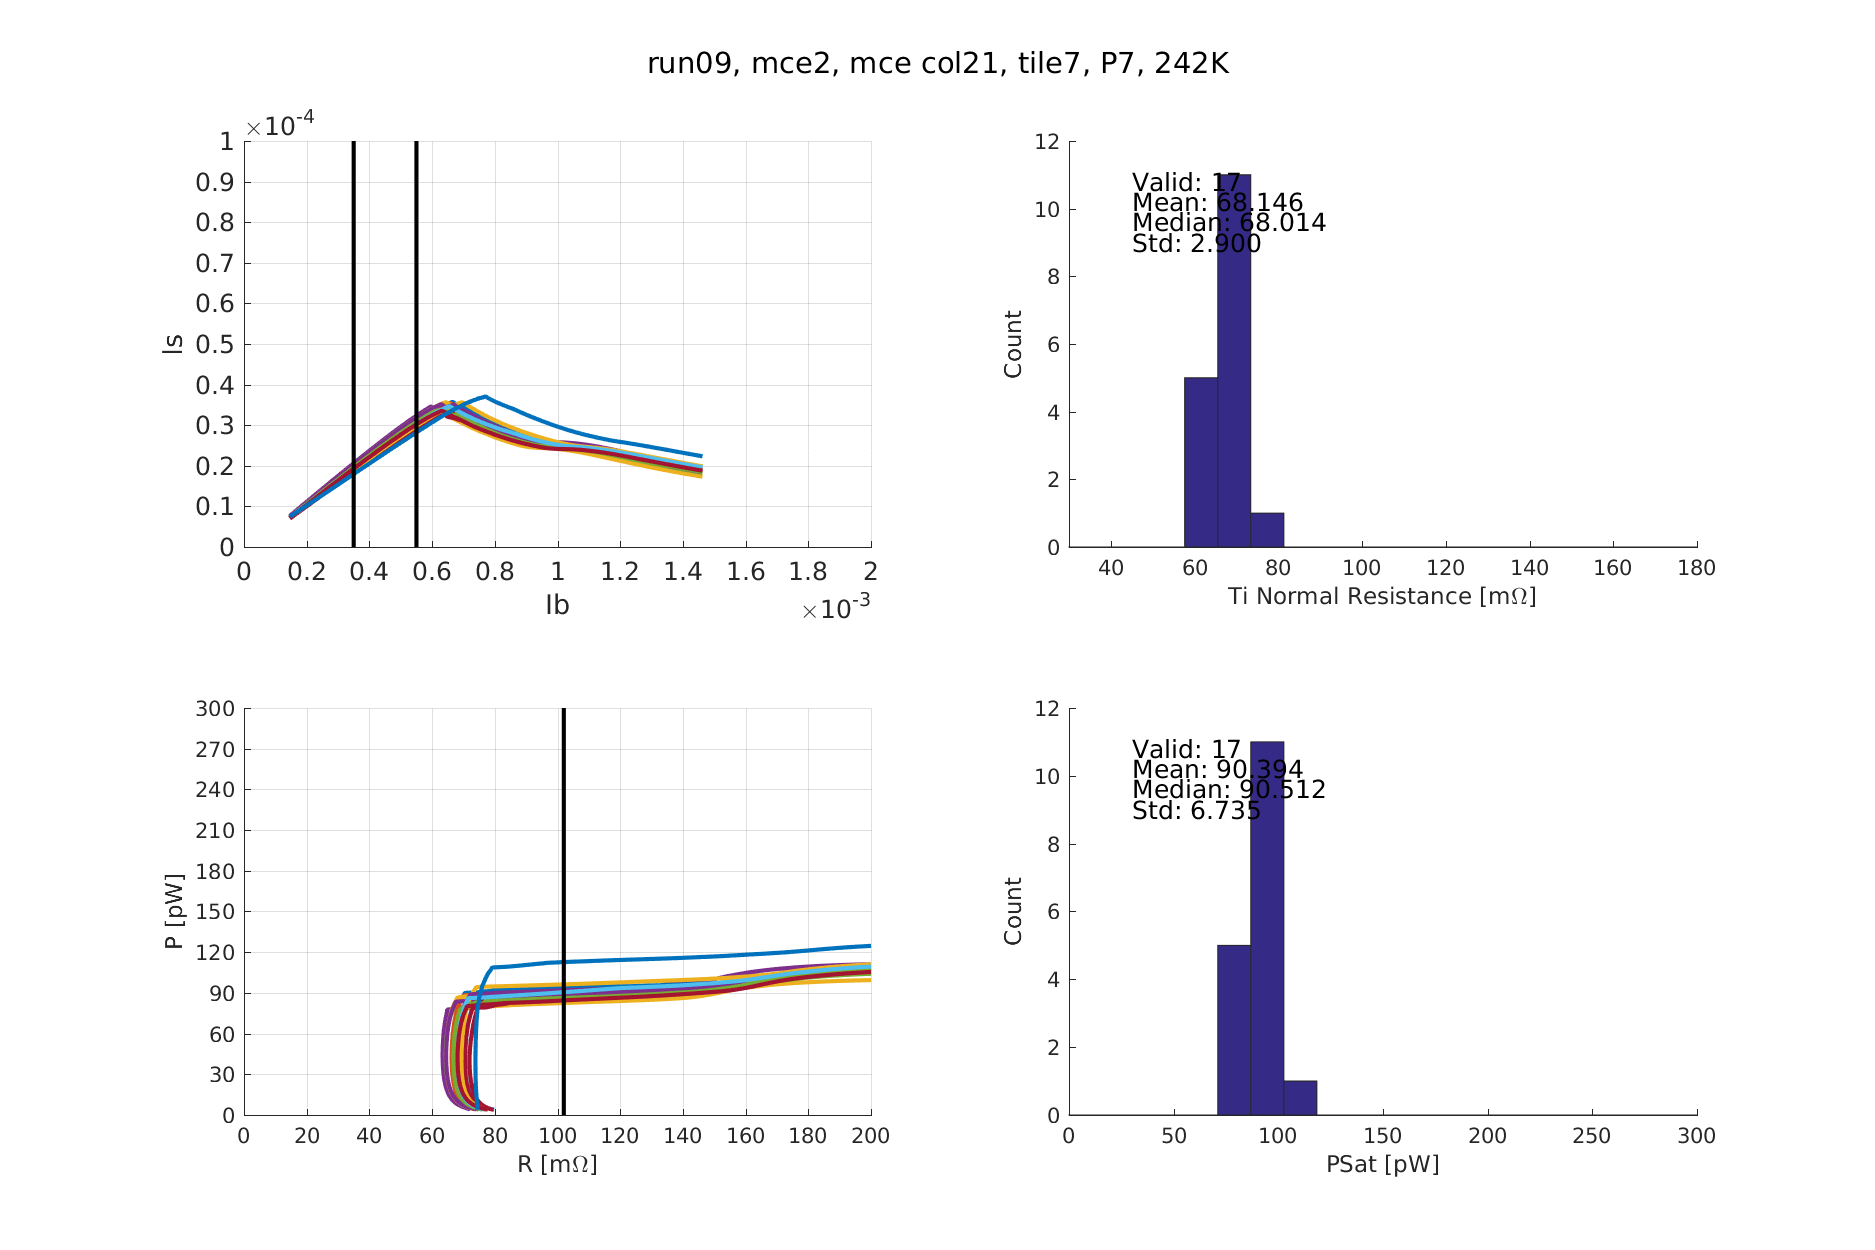 run09, mce2, mce col21, tile7, P7, 242K
×10-4
1
0.9
0.8
0.7
0.6
0.5
0.4
0.3
0.2
0.1
0
Is
0 0.2 0.4 0.6 0.8 1 1.2 1.4 1.6 1.8 2
Ib
×10-3
12
10
8
6
4
2
0
Count
Valid: 17
Mean: 68.146
Median: 68.014
Std: 2.900
40 60 80 100 120 140 160 180
Ti Normal Resistance [mΩ]
300
270
240
210
180
150
120
90
60
30
0
P [pW]
0 20 40 60 80 100 120 140 160 180 200
R [mΩ]
12
10
8
6
4
2
0
Count
Valid: 17
Mean: 90.394
Median: 90.512
Std: 6.735
0 50 100 150 200 250 300
PSat [pW]